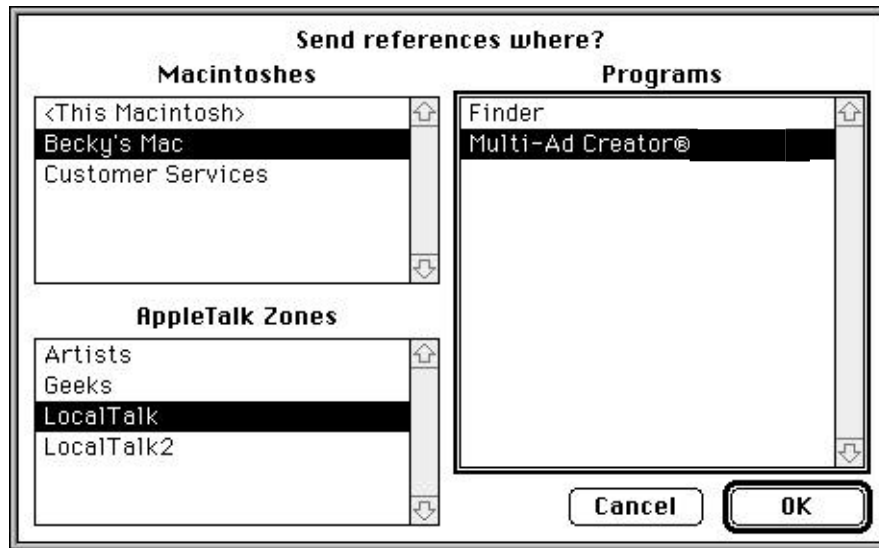 Send references where?
Macintoshes
<This Macintosh>
Becky's Mac
Customer Services
AppleTalk Zones
Artists
Geeks
LocalTalk
LocalTalk2
Programs
Finder
Multi-Ad Creator®
Cancel
OK